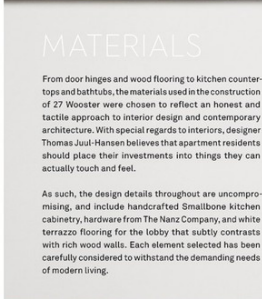 MATERIALS
From door hinges and wood flooring to kitchen counter-
tops and bathtubs, the materials used in the construction
of 27 Wooster were chosen to reflect an honest and
tactile approach to interior design and contemporary
architecture. With special regards to interiors, designer
Thomas Juul-Hansen believes that apartment residents
should place their investments into things they can
actually touch and feel.
As such, the design details throughout are uncompro-
mising, and include handcrafted Smallbone kitchen
cabinetry, hardware from The Nanz Company, and white
terrazzo flooring for the lobby that subtly contrasts
with rich wood walls. Each element selected has been
carefully considered to withstand the demanding needs
of modern living.